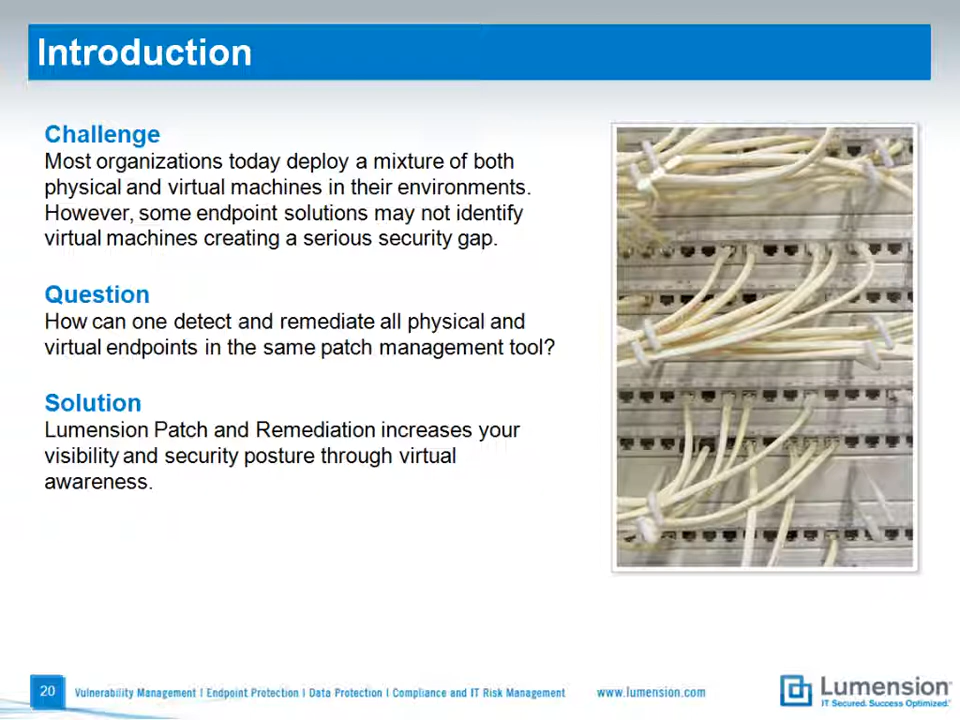 Introduction
Challenge
Most organizations today deploy a mixture of both
physical and virtual machines in their environments.
However, some endpoint solutions may not identify
virtual machines creating a serious security gap.
Question
How can one detect and remediate all physical and
virtual endpoints in the same patch management tool?
Solution
Lumension Patch and Remediation increases your
visibility and security posture through virtual
awareness.
20
Vulnerability Management | Endpoint Protection | Data Protection | Compliance and IT Risk Management
www.lumension.com
Lumension
IT Secured. Success Optimized.